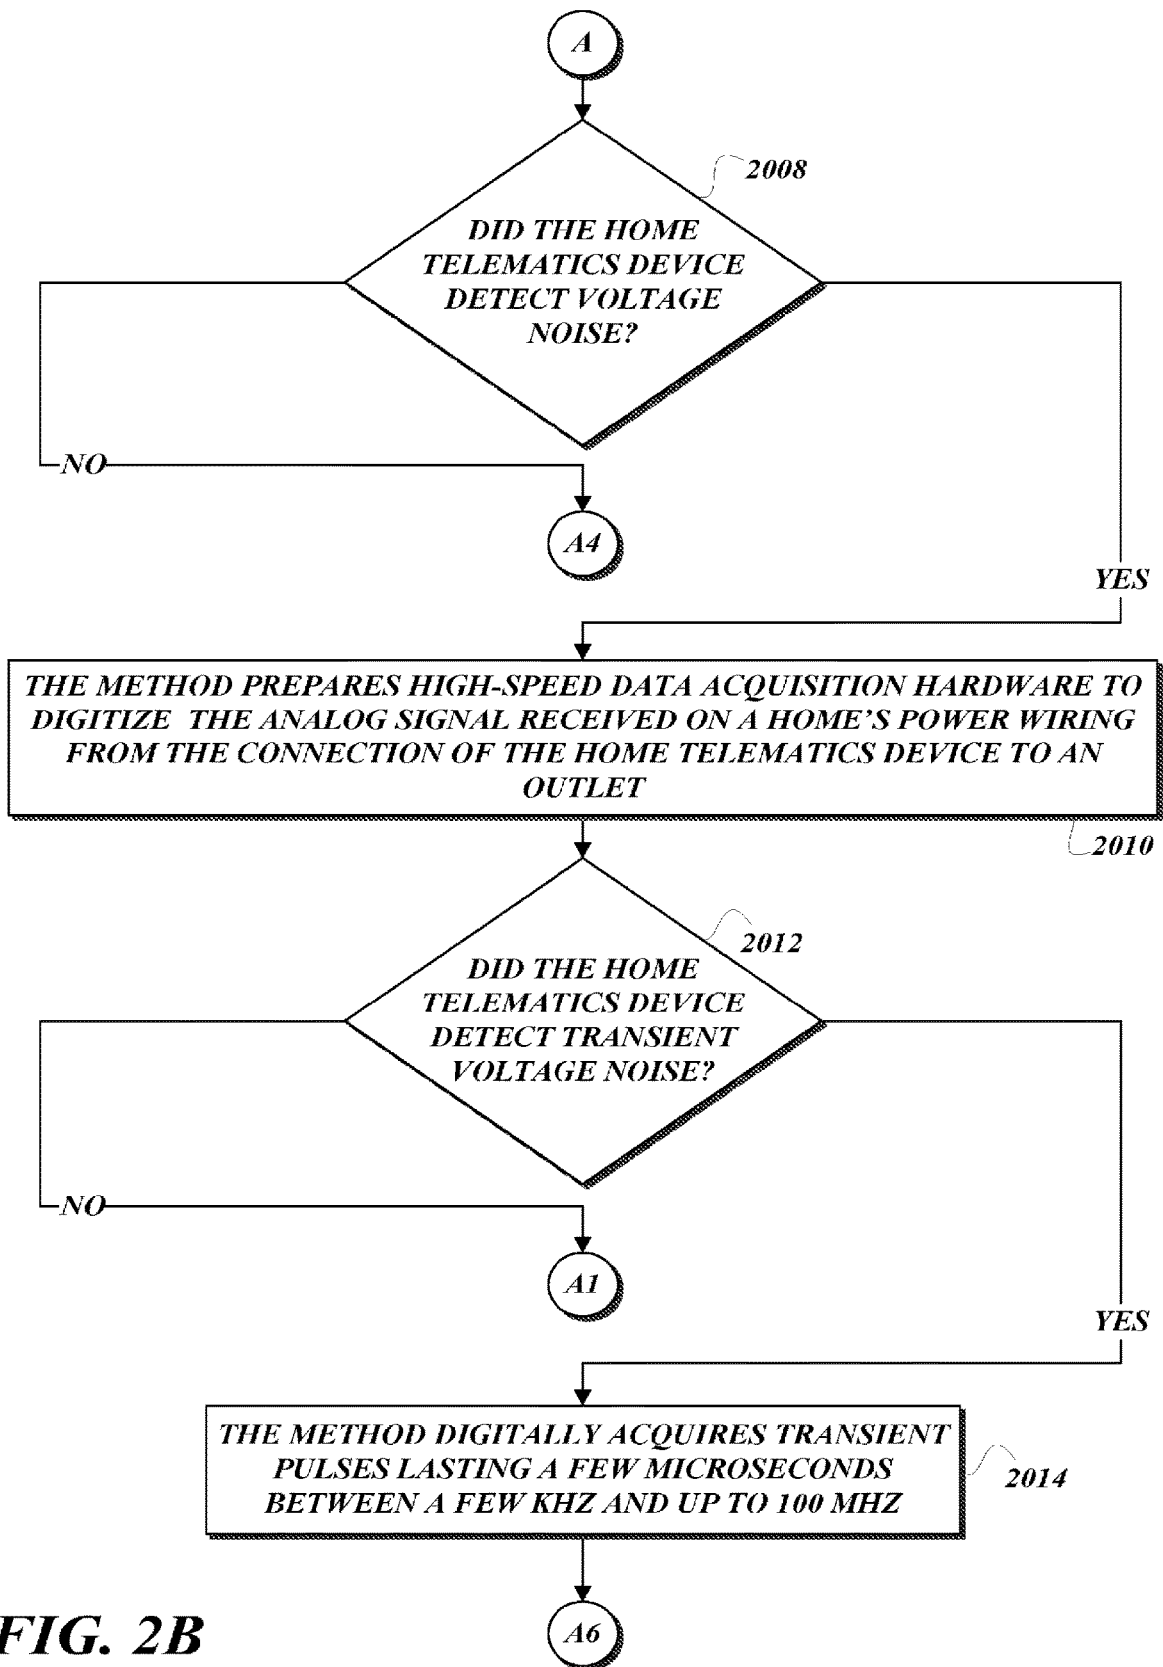 A
2008
DID THE HOME
TELEMATICS DEVICE
DETECT VOLTAGE
NOISE?
NO
A4
YES
THE METHOD PREPARES HIGH-SPEED DATA ACQUISITION HARDWARE TO
DIGITIZE THE ANALOG SIGNAL RECEIVED ON A HOME'S POWER WIRING
FROM THE CONNECTION OF THE HOME TELEMATICS DEVICE TO AN
OUTLET
2010
2012
DID THE HOME
TELEMATICS DEVICE
DETECT TRANSIENT
VOLTAGE NOISE?
NO
A1
YES
THE METHOD DIGITALLY ACQUIRES TRANSIENT
PULSES LASTING A FEW MICROSECONDS
BETWEEN A FEW KHZ AND UP TO 100 MHZ
2014
A6
FIG. 2B